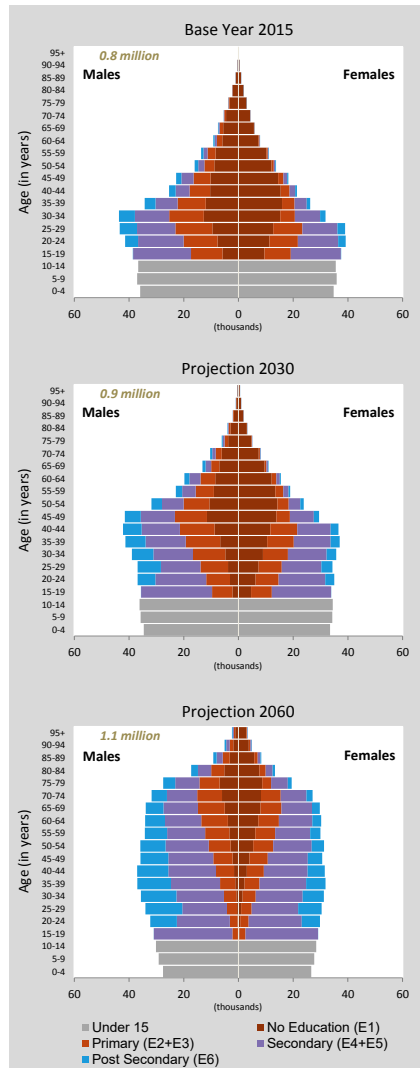 Base Year 2015
0.8 million
Males
Females
Age (in years)
95+
90-94
85-89
80-84
75-79
70-74
65-69
60-64
55-59
50-54
45-49
40-44
35-39
30-34
25-29
20-24
15-19
10-14
5-9
0-4
60 40 20 0 20 40 60
(thousands)
Projection 2030
0.9 million
Males
Females
Age (in years)
95+
90-94
85-89
80-84
75-79
70-74
65-69
60-64
55-59
50-54
45-49
40-44
35-39
30-34
25-29
20-24
15-19
10-14
5-9
0-4
60 40 20 0 20 40 60
(thousands)
Projection 2060
1.1 million
Males
Females
Age (in years)
95+
90-94
85-89
80-84
75-79
70-74
65-69
60-64
55-59
50-54
45-49
40-44
35-39
30-34
25-29
20-24
15-19
10-14
5-9
0-4
60 40 20 0 20 40 60
(thousands)
Under 15 No Education (E1)
Primary (E2+E3) Secondary (E4+E5)
Post Secondary (E6)